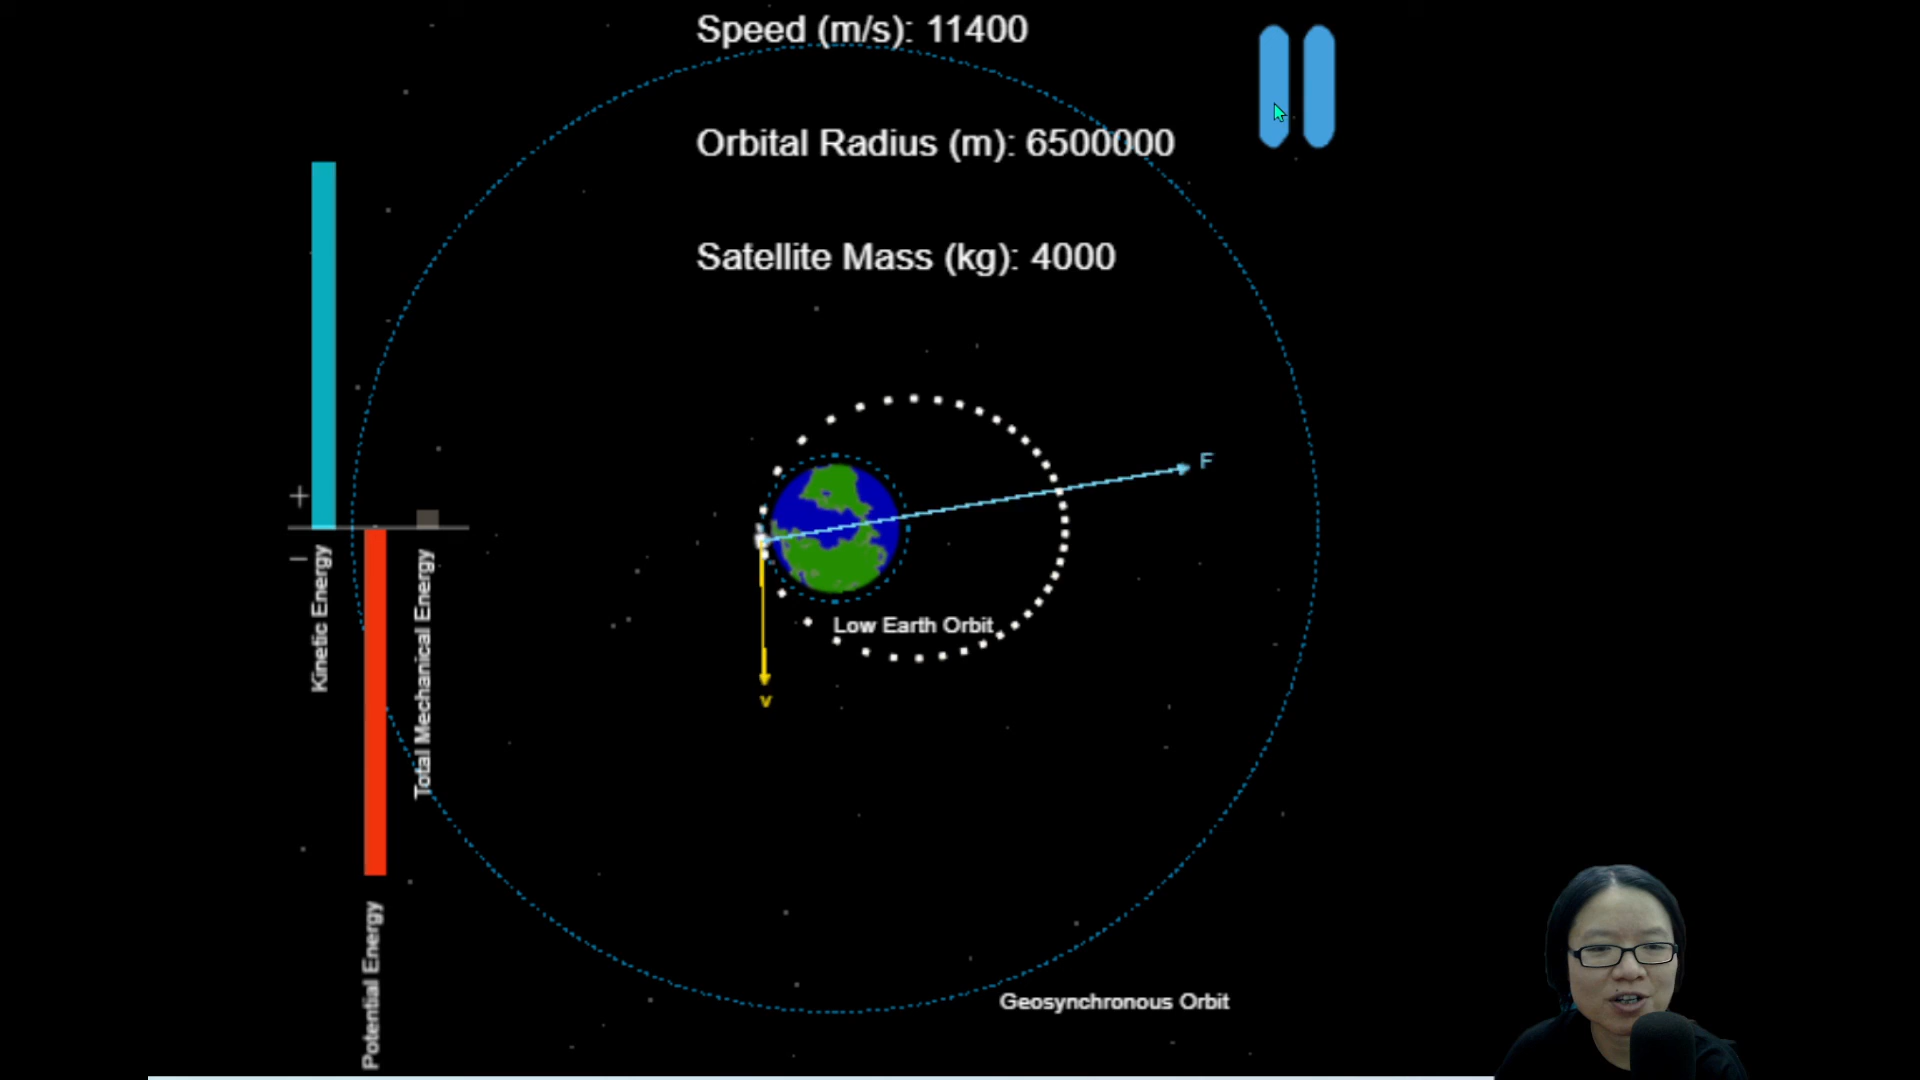 Speed (m/s): 11400
Orbital Radius (m): 6500000
Satellite Mass (kg): 4000
F
+
−
Kinetic Energy
Total Mechanical Energy
Potential Energy
Low Earth Orbit
v
Geosynchronous Orbit